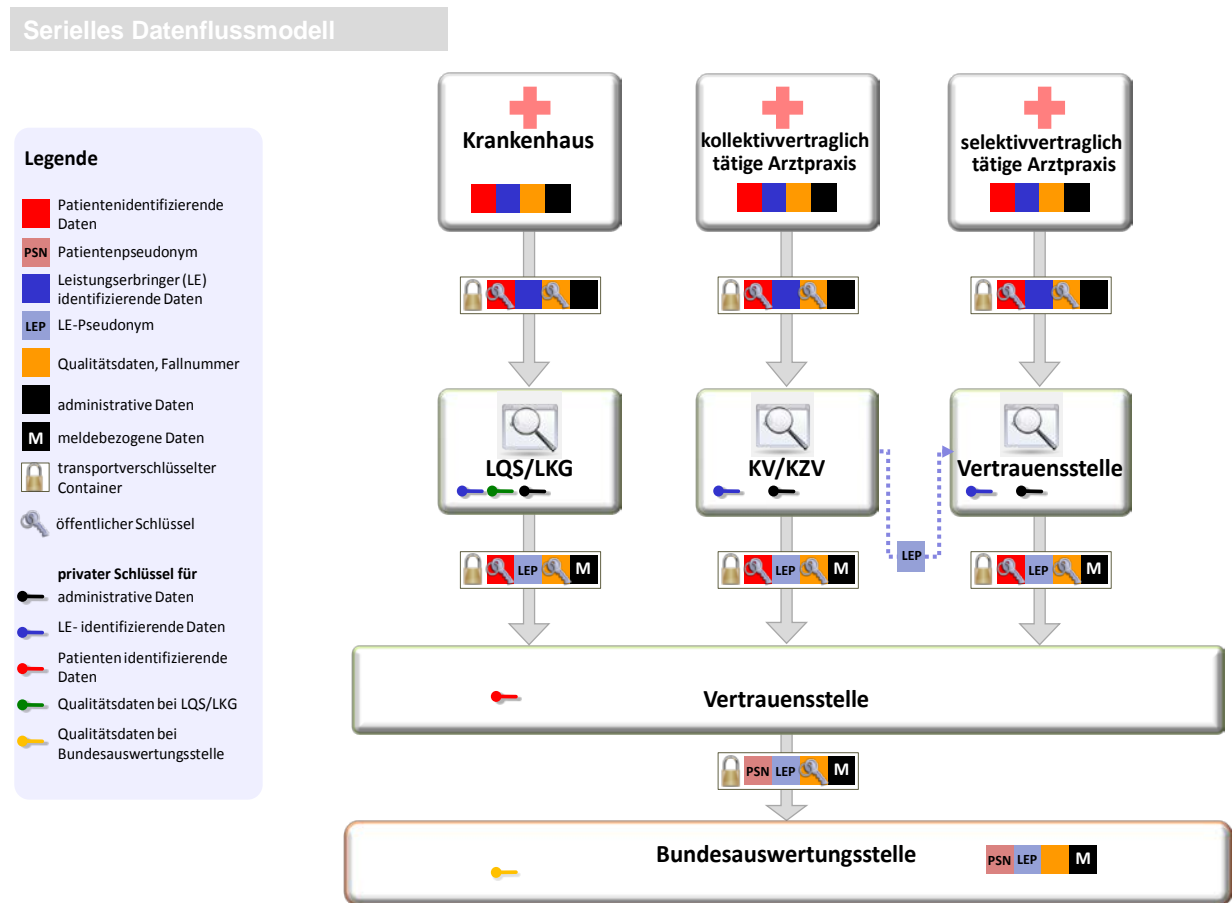 Serielles Datenflussmodell
Legende
Patientenidentifizierende
Daten
PSN Patientenpseudonym
Leistungserbringer (LE)
identifizierende Daten
LEP LE-Pseudonym
Qualitätsdaten, Fallnummer
administrative Daten
M meldebezogene Daten
transportverschlüsselter
Container
öffentlicher Schlüssel
privater Schlüssel für
administrative Daten
LE- identifizierende Daten
Patienten identifizierende
Daten
Qualitätsdaten bei LQS/LKG
Qualitätsdaten bei
Bundesauswertungsstelle
Krankenhaus
kollektivvertraglich
tätige Arztpraxis
selektivvertraglich
tätige Arztpraxis
LQS/LKG
KV/KZV
Vertrauensstelle
LEP
LEP M
LEP M
LEP M
Vertrauensstelle
PSN LEP M
Bundesauswertungsstelle
PSN LEP M